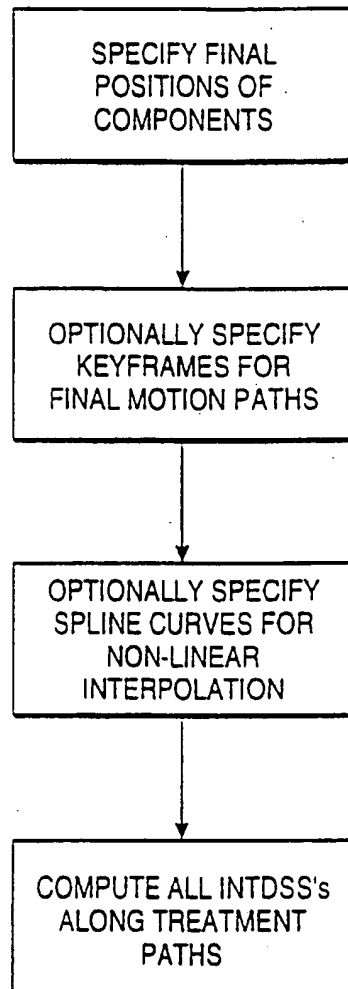 SPECIFY FINAL
POSITIONS OF
COMPONENTS
OPTIONALLY SPECIFY
KEYFRAMES FOR
FINAL MOTION PATHS
OPTIONALLY SPECIFY
SPLINE CURVES FOR
NON-LINEAR
INTERPOLATION
COMPUTE ALL INTDSS's
ALONG TREATMENT
PATHS